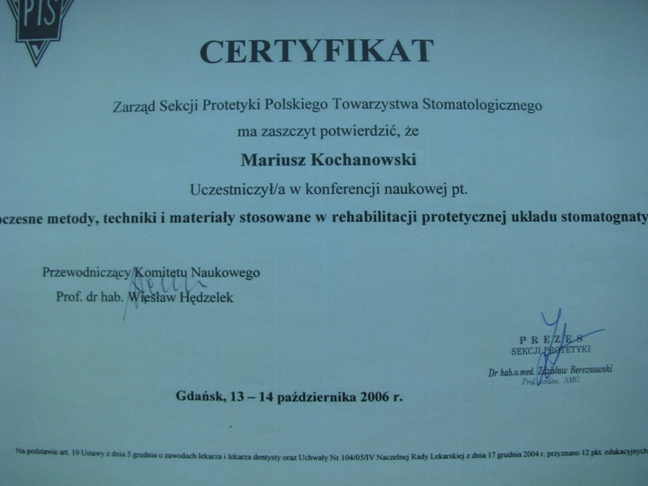 PTS
CERTYFIKAT
Zarząd Sekcji Protetyki Polskiego Towarzystwa Stomatologicznego
ma zaszczyt potwierdzić, że
Mariusz Kochanowski
Uczestniczył/a w konferencji naukowej pt.
oczesne metody, techniki i materiały stosowane w rehabilitacji protetycznej układu stomatognaty
Przewodniczący Komitetu Naukowego
Prof. dr hab. Wiesław Hędzelek
PREZES
SEKCJI PROTETYKI
Dr hab.n.med. Zdzisław Bereznowski
Gdańsk, 13 – 14 października 2006 r.
Na podstawie art. 19 Ustawy z dnia 5 grudnia o zawodach lekarza i lekarza dentysty oraz Uchwały Nr 104/05/IV Naczelnej Rady Lekarskiej z dnia 17 grudnia 2004 r. przyznano 12 pkt. edukacyjnych